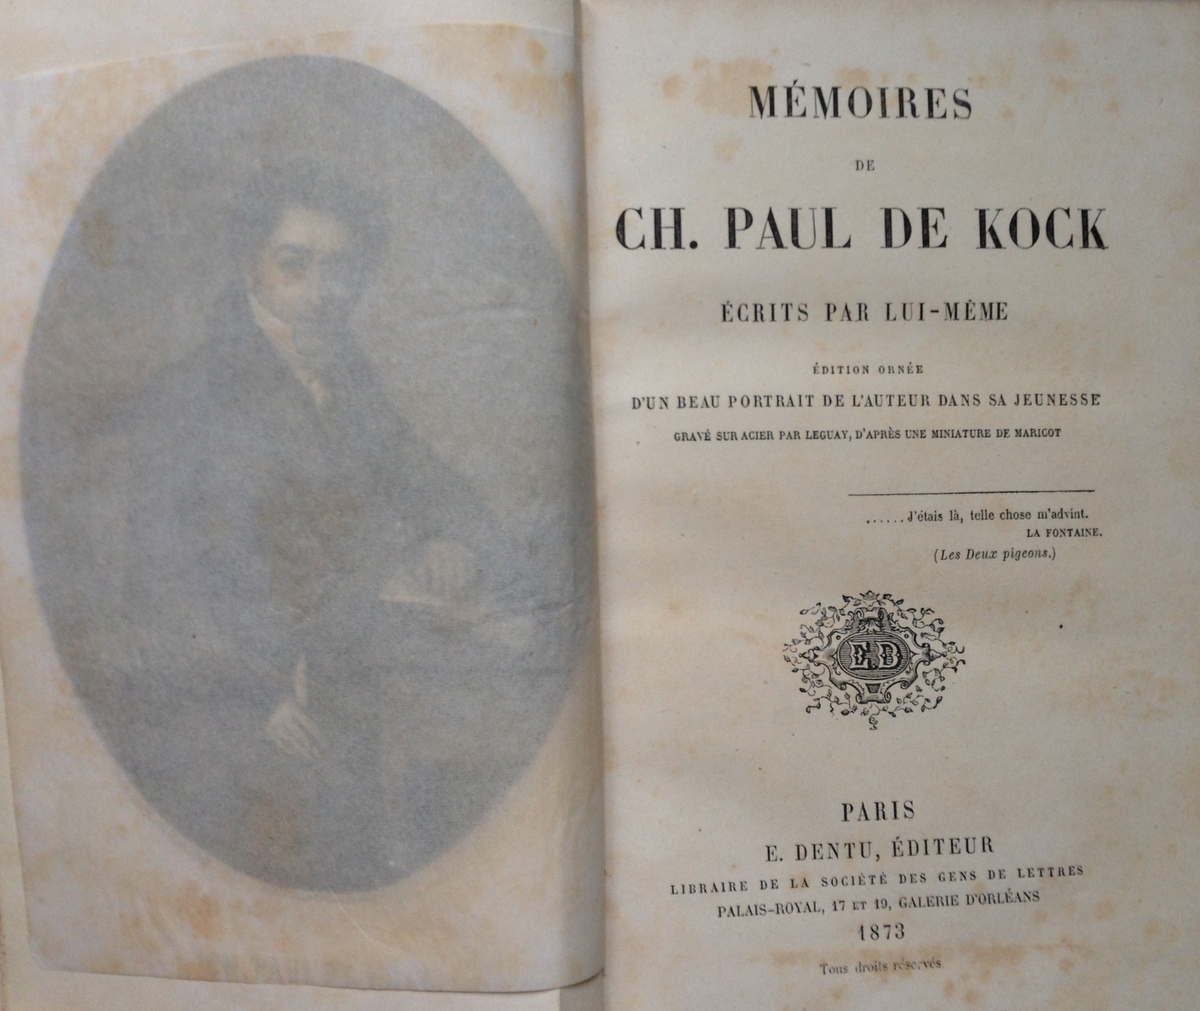 MÉMOIRES
DE
CH. PAUL DE KOCK
ÉCRITS PAR LUI-MÊME
ÉDITION ORNÉE
D'UN BEAU PORTRAIT DE L'AUTEUR DANS SA JEUNESSE
GRAVÉ SUR ACIER PAR LEGUAY, D'APRÈS UNE MINIATURE DE MARICOT
......J'étais là, telle chose m'advint.
LA FONTAINE.
(Les Deux pigeons.)
E.D
PARIS
E. DENTU, ÉDITEUR
LIBRAIRE DE LA SOCIÉTÉ DES GENS DE LETTRES
PALAIS-ROYAL, 17 ET 19, GALERIE D'ORLÉANS
1873
Tous droits réservés